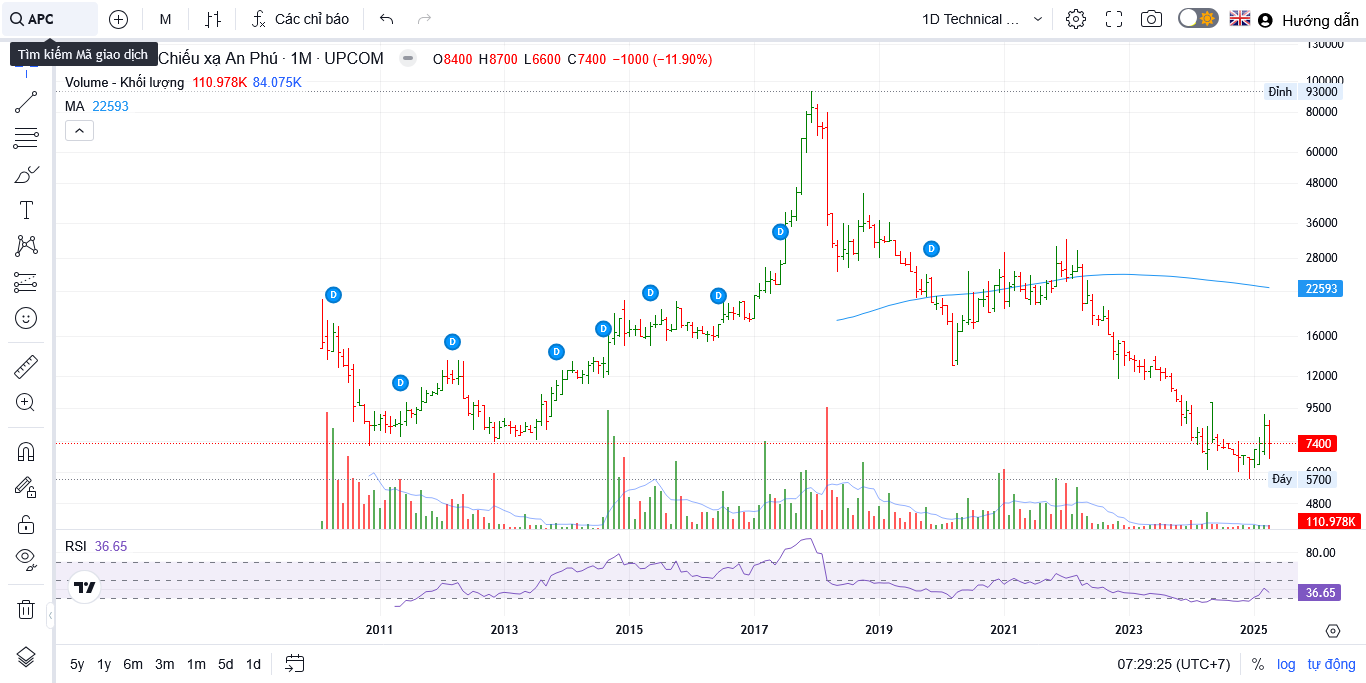 APC
M
Các chỉ báo
1D Technical ...
Hướng dẫn
Tìm kiếm Mã giao dịch
Chiếu xạ An Phú · 1M · UPCOM
O8400 H8700 L6600 C7400 −1000 (−11.90%)
Volume - Khối lượng 110.978K 84.075K
MA 22593
130000
100000
Đỉnh 93000
80000
60000
48000
36000
28000
22593
16000
12000
9500
7400
6000
Đáy 5700
4800
110.978K
D
D
D
D
D
D
D
D
D
RSI 36.65
80.00
36.65
2011 2013 2015 2017 2019 2021 2023 2025
5y 1y 6m 3m 1m 5d 1d
07:29:25 (UTC+7) % log tự động